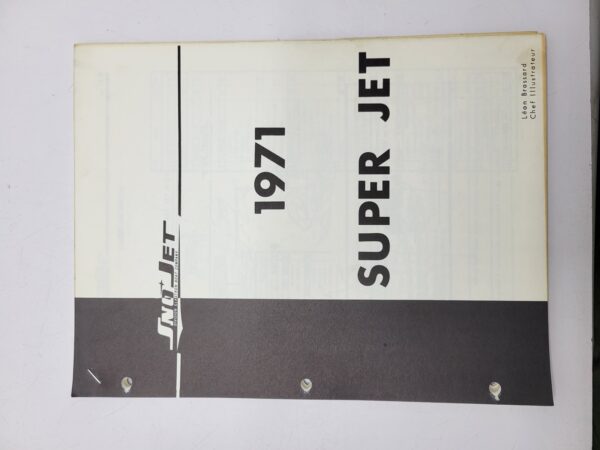 SNO JET
1971
SUPER JET
Léon Brassard
Chef Illustrateur